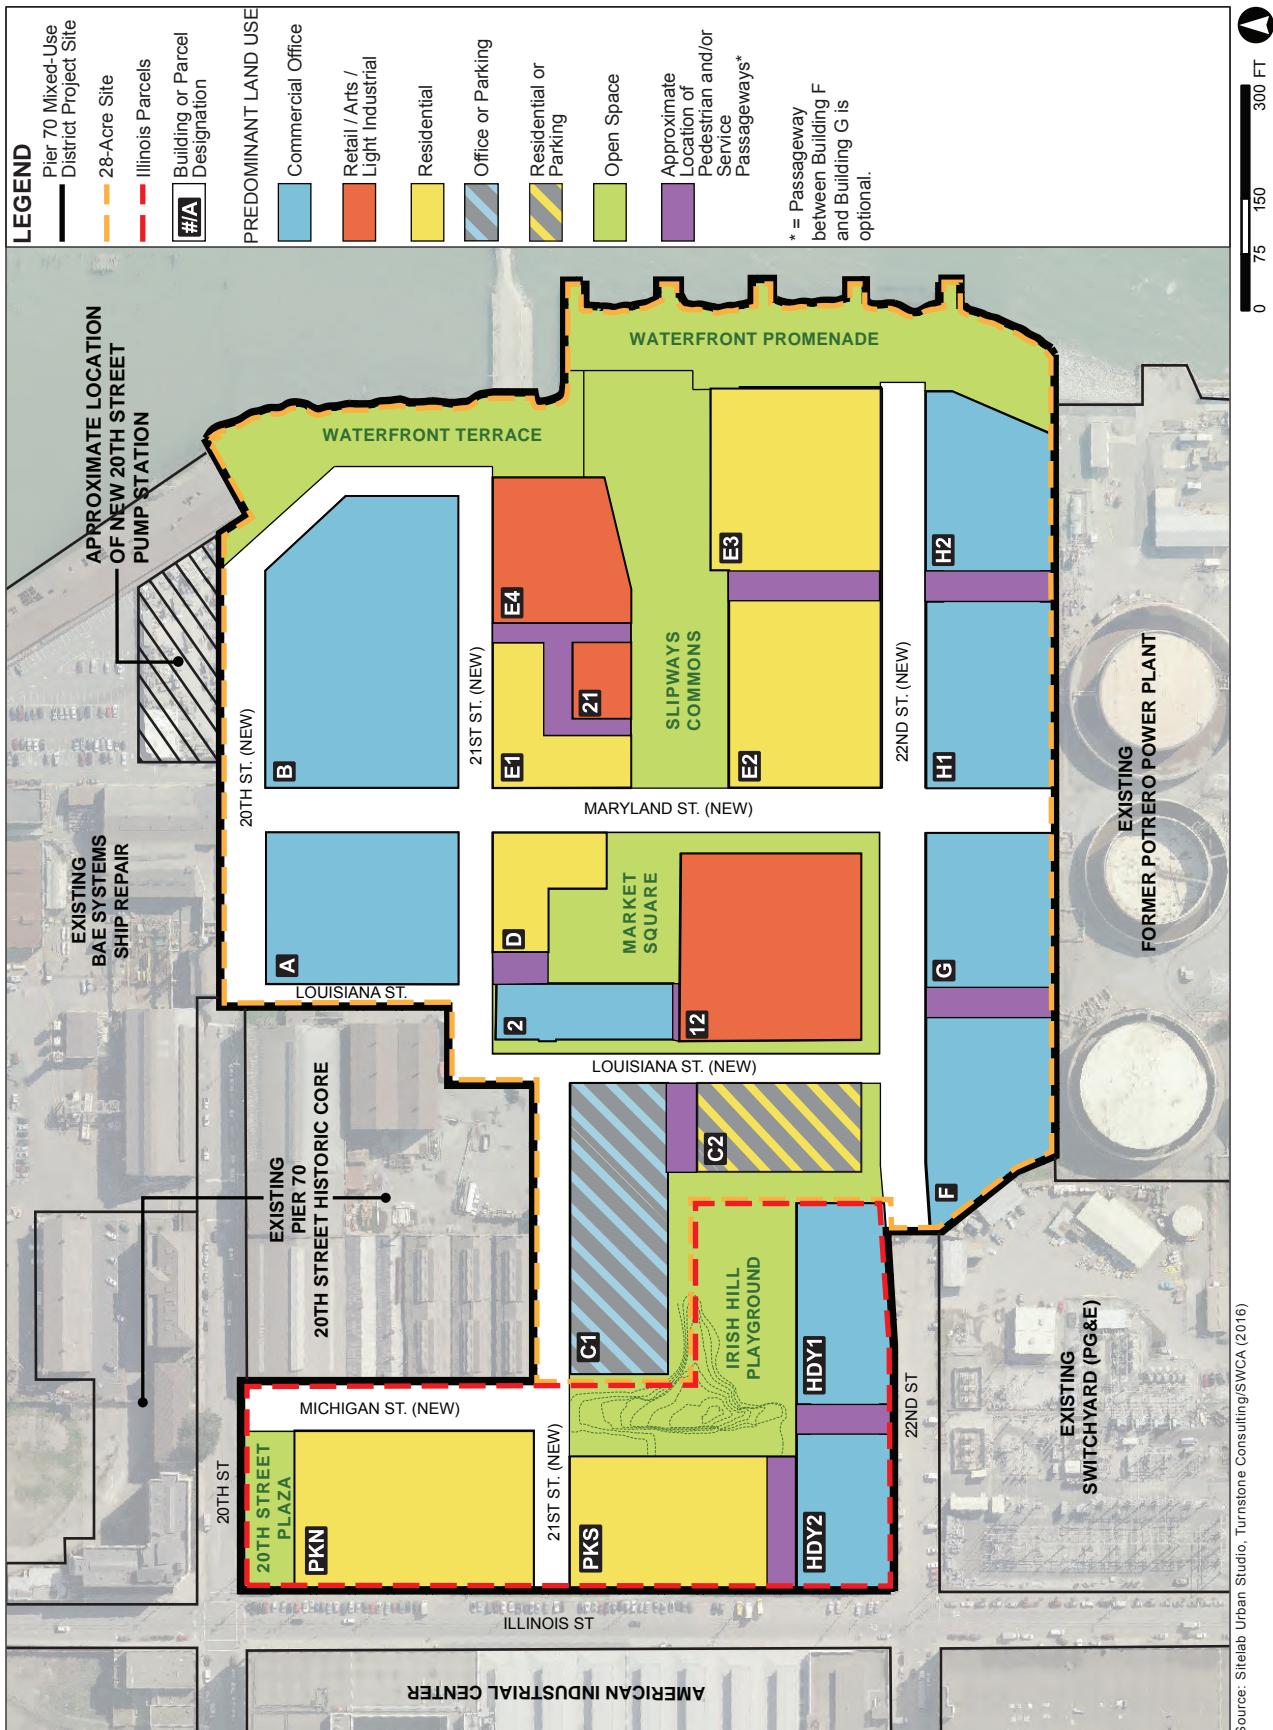 LEGEND
Pier 70 Mixed-Use
District Project Site
28-Acre Site
Illinois Parcels
#/A
Building or Parcel
Designation
PREDOMINANT LAND USE
Commercial Office
Retail / Arts /
Light Industrial
Residential
Office or Parking
Residential or
Parking
Open Space
Approximate
Location of
Pedestrian and/or
Service
Passageways*
* = Passageway
between Building F
and Building G is
optional.
0
75
150
300 FT
APPROXIMATE LOCATION
OF NEW 20TH STREET
PUMP STATION
EXISTING
BAE SYSTEMS
SHIP REPAIR
EXISTING
PIER 70
20TH STREET HISTORIC CORE
WATERFRONT TERRACE
WATERFRONT PROMENADE
20TH ST. (NEW)
B
A
LOUISIANA ST.
21ST ST. (NEW)
E4
21
E1
SLIPWAYS
COMMONS
E3
E2
MARYLAND ST. (NEW)
D
2
MARKET
SQUARE
12
LOUISIANA ST. (NEW)
22ND ST. (NEW)
H2
H1
G
F
C1
C2
IRISH HILL
PLAYGROUND
HDY1
HDY2
MICHIGAN ST. (NEW)
20TH ST
20TH STREET
PLAZA
PKN
21ST ST. (NEW)
PKS
22ND ST
ILLINOIS ST
AMERICAN INDUSTRIAL CENTER
EXISTING
FORMER POTRERO POWER PLANT
EXISTING
SWITCHYARD (PG&E)
Source: Sitelab Urban Studio, Turnstone Consulting/SWCA (2016)